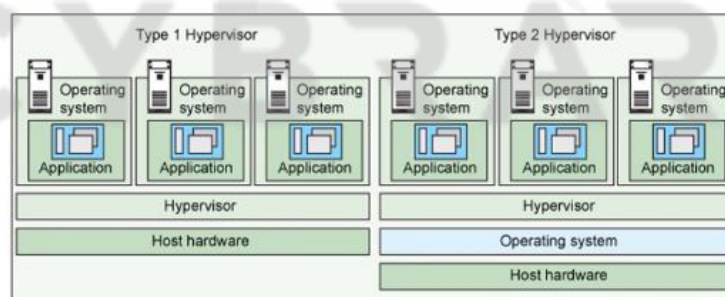 CYBRARY
Type 1 Hypervisor
Operating system
Application
Operating system
Application
Operating system
Application
Hypervisor
Host hardware
Type 2 Hypervisor
Operating system
Application
Operating system
Application
Operating system
Application
Hypervisor
Operating system
Host hardware